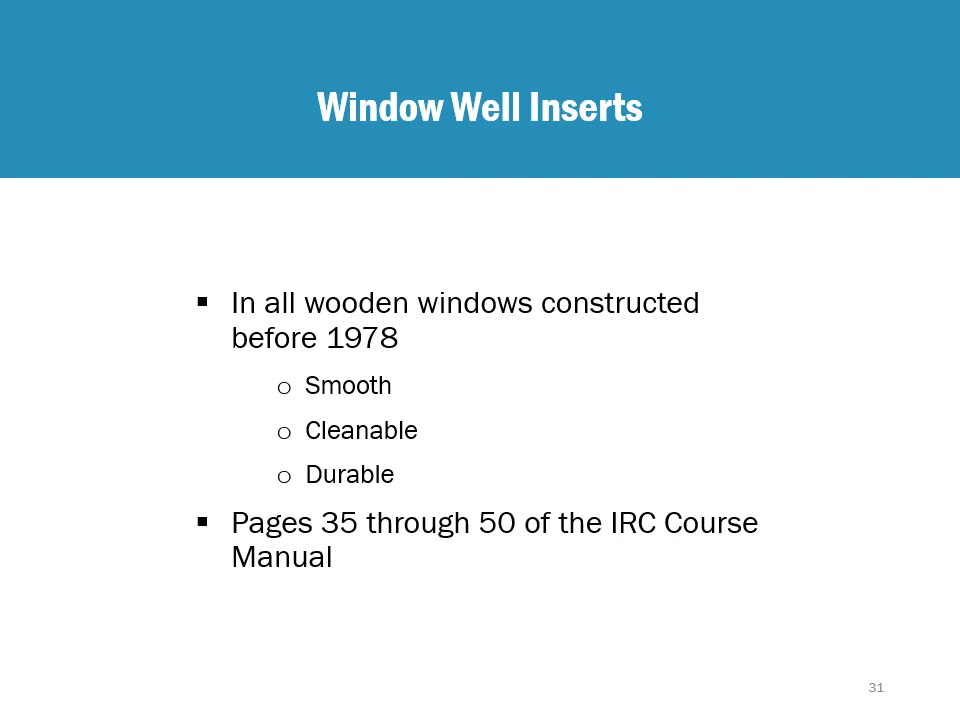 Window Well Inserts
▪ In all wooden windows constructed
before 1978
o Smooth
o Cleanable
o Durable
▪ Pages 35 through 50 of the IRC Course
Manual
31